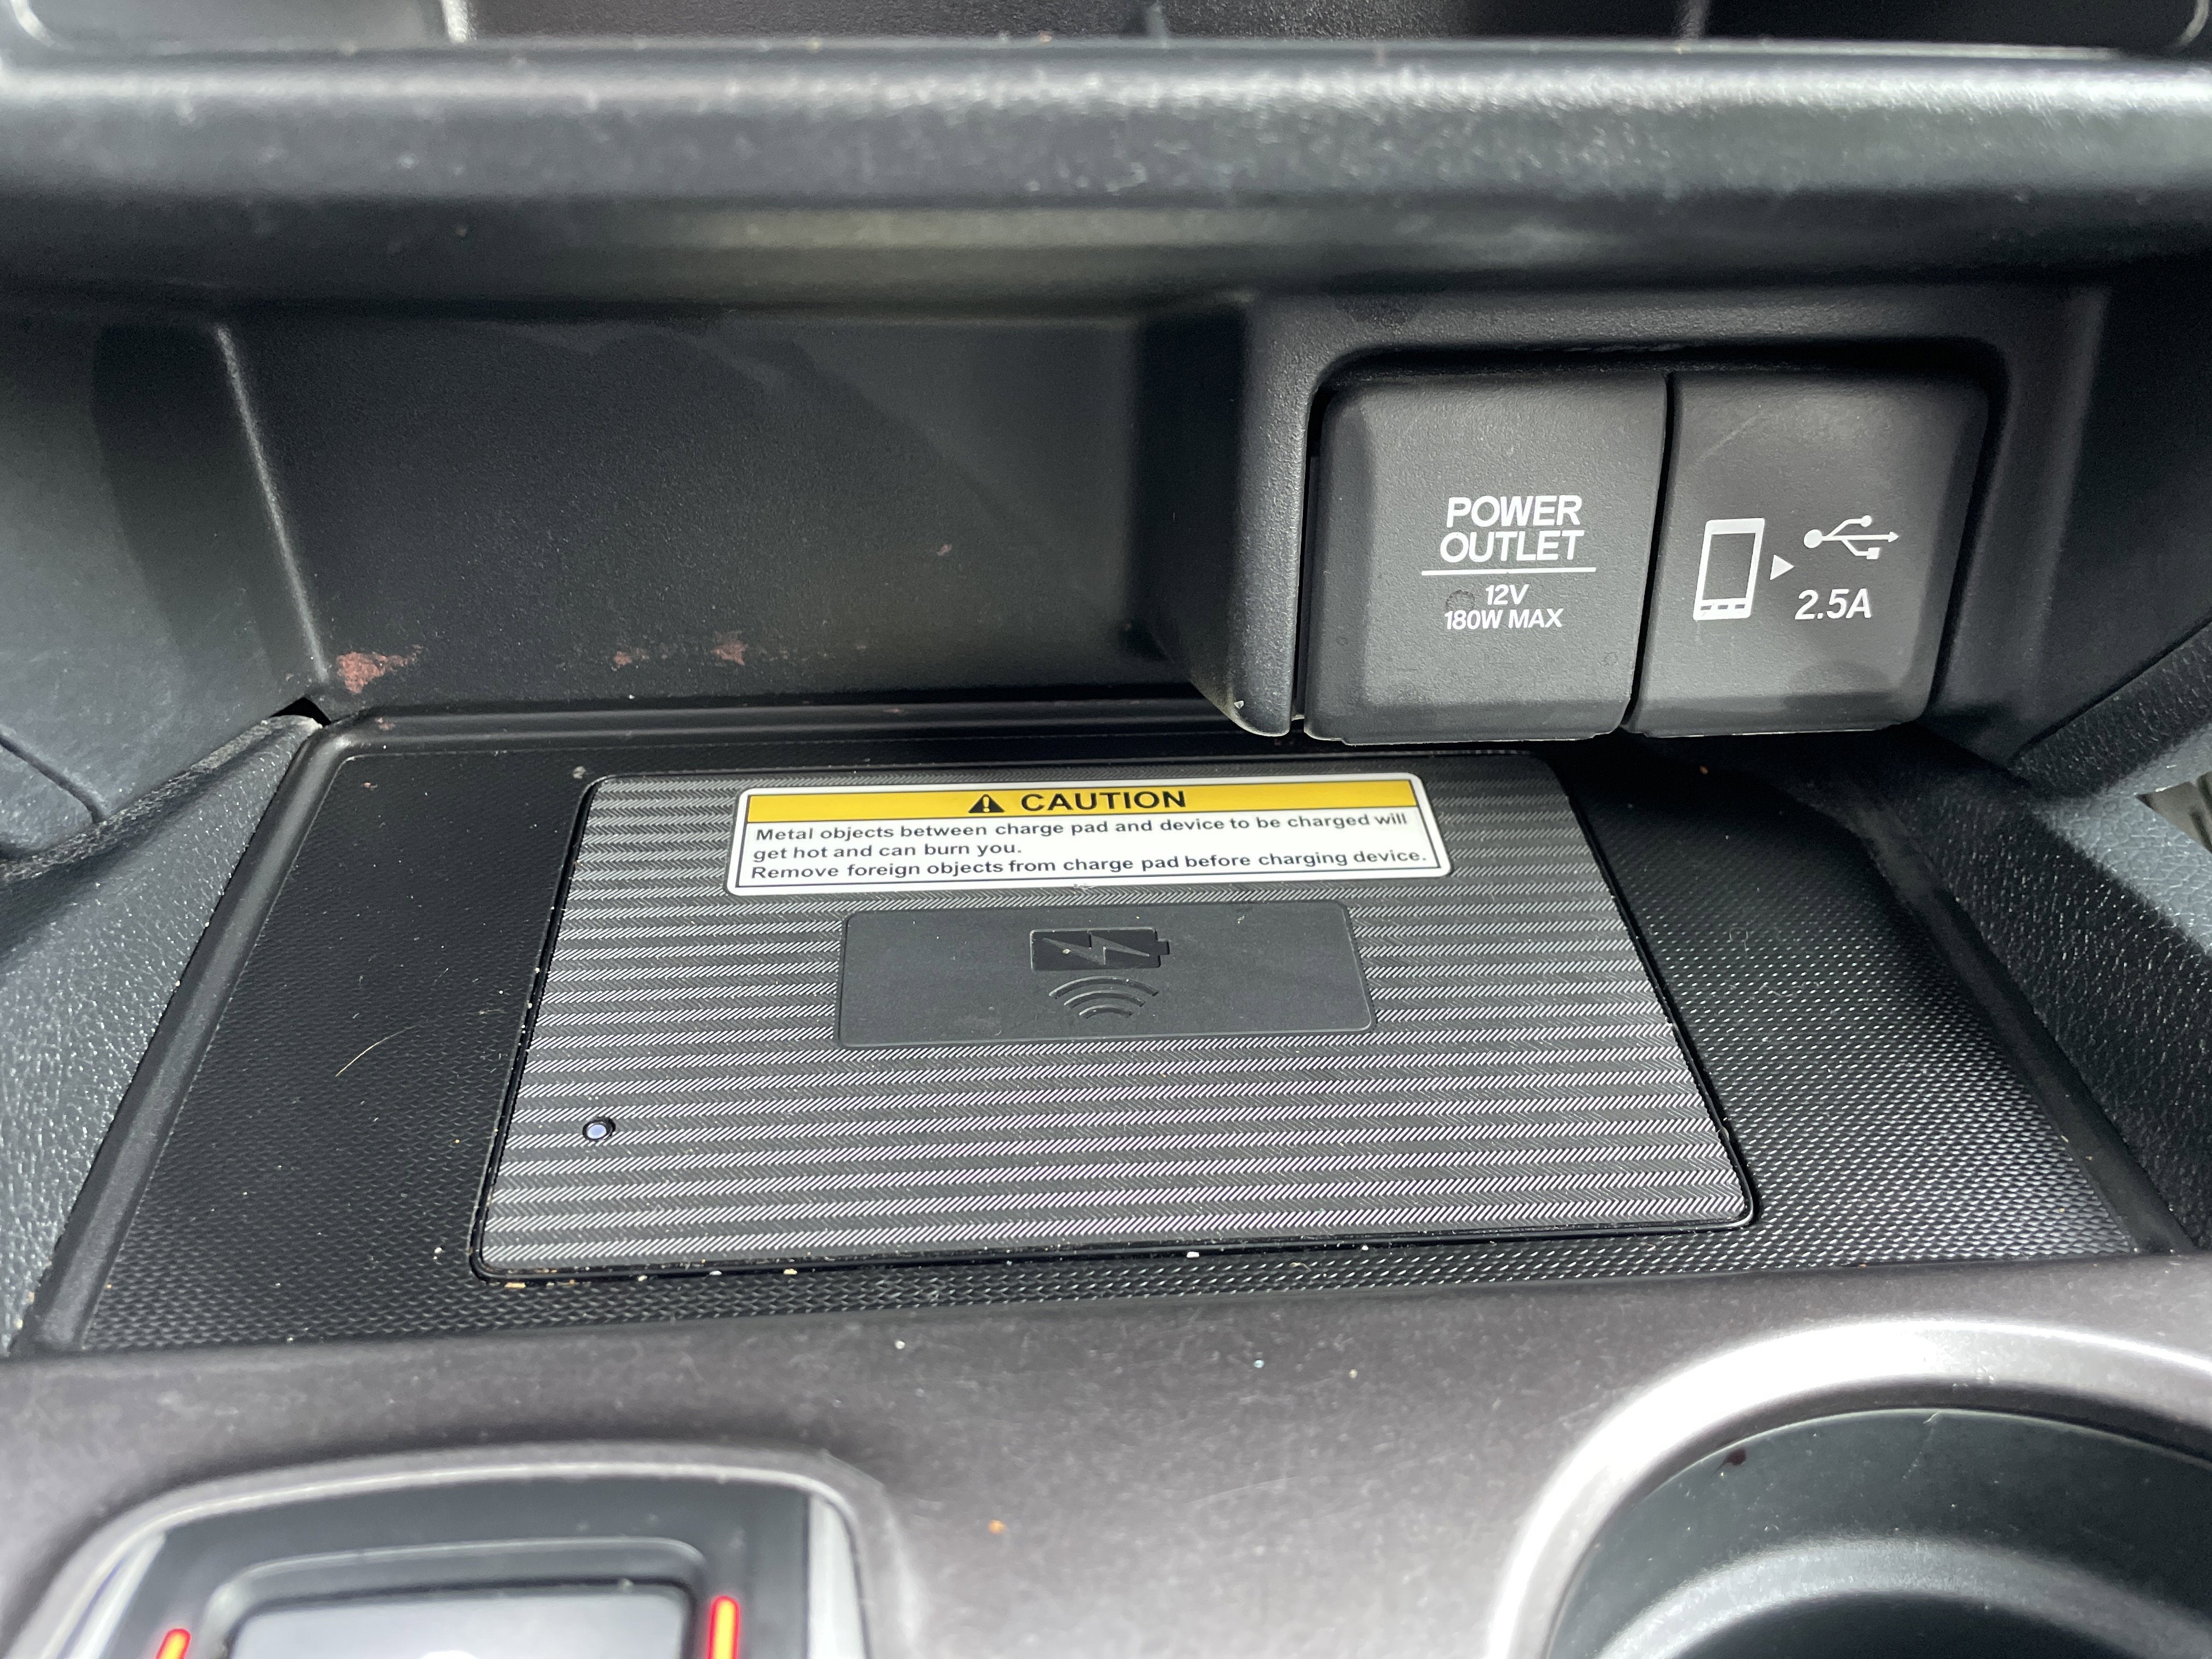 POWER
OUTLET
12V
180W MAX
2.5A
CAUTION
Metal objects between charge pad and device to be charged will
get hot and can burn you.
Remove foreign objects from charge pad before charging device.